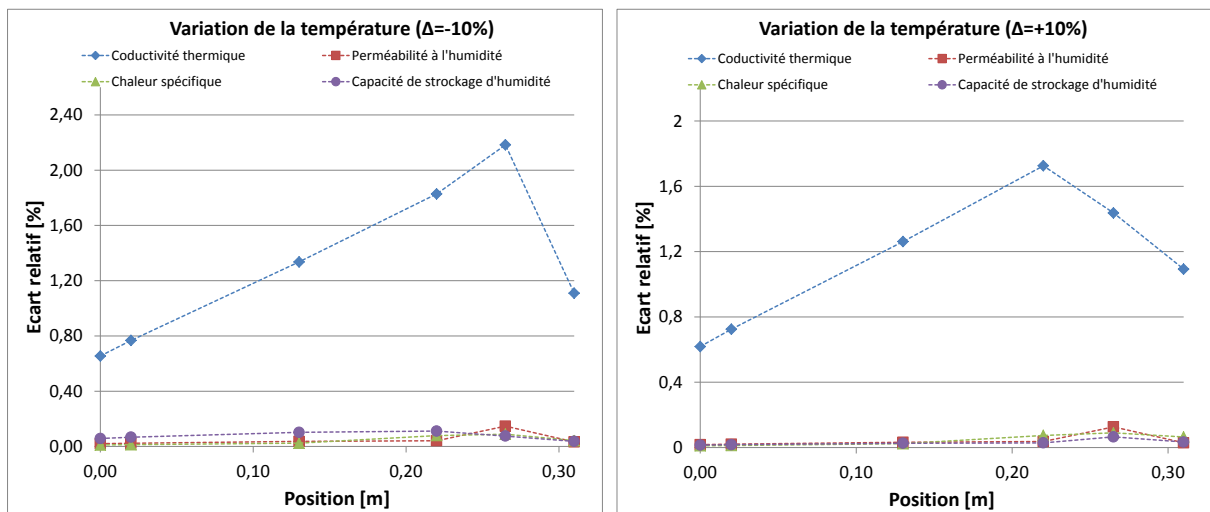 Variation de la température (Δ=-10%)
Coductivité thermique
Perméabilité à l'humidité
Chaleur spécifique
Capacité de strockage d'humidité
2,40
2,00
1,60
1,20
0,80
0,40
0,00
Ecart relatif [%]
0,00 0,10 0,20 0,30
Position [m]
Variation de la température (Δ=+10%)
Coductivité thermique
Perméabilité à l'humidité
Chaleur spécifique
Capacité de strockage d'humidité
2
1,6
1,2
0,8
0,4
0
Ecart relatif [%]
0,00 0,10 0,20 0,30
Position [m]